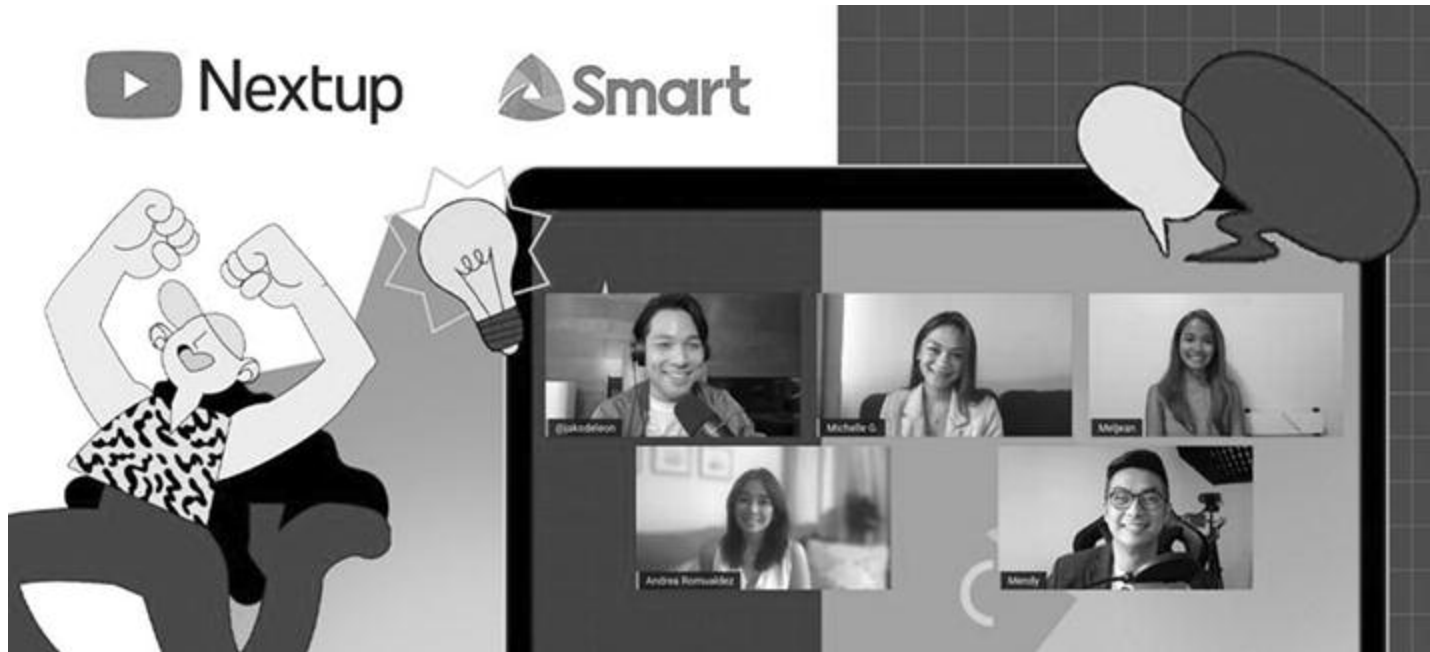 Nextup
Smart
@jakodeleon
Michelle G.
Meljean
Andrea Romualdez
Mendy